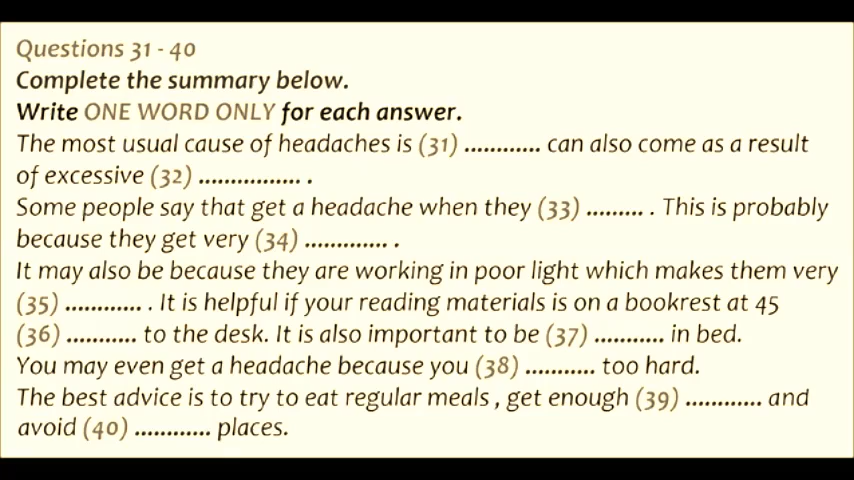 Questions 31 - 40
Complete the summary below.
Write ONE WORD ONLY for each answer.
The most usual cause of headaches is (31) ............ can also come as a result
of excessive (32) ................ .
Some people say that get a headache when they (33) ......... . This is probably
because they get very (34) ............. .
It may also be because they are working in poor light which makes them very
(35) ............ . It is helpful if your reading materials is on a bookrest at 45
(36) ........... to the desk. It is also important to be (37) ........... in bed.
You may even get a headache because you (38) ........... too hard.
The best advice is to try to eat regular meals , get enough (39) ............ and
avoid (40) ............ places.